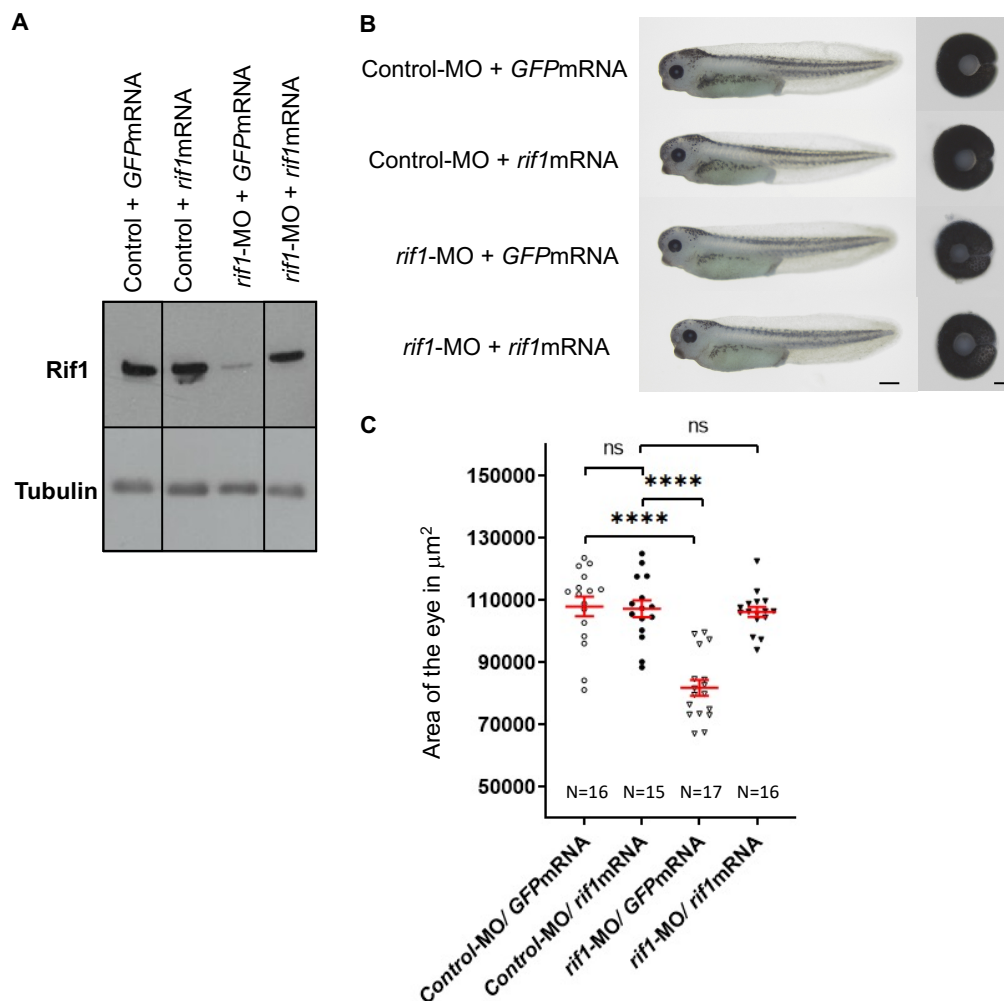 A
Control + GFPmRNA
Control + rif1mRNA
rif1-MO + GFPmRNA
rif1-MO + rif1mRNA
Rif1
Tubulin
B
Control-MO + GFPmRNA
Control-MO + rif1mRNA
rif1-MO + GFPmRNA
rif1-MO + rif1mRNA
C
ns
ns
****
****
Area of the eye in μm²
150000
130000
110000
90000
70000
50000
N=16 N=15 N=17 N=16
Control-MO/ GFPmRNA
Control-MO/ rif1mRNA
rif1-MO/ GFPmRNA
rif1-MO/ rif1mRNA